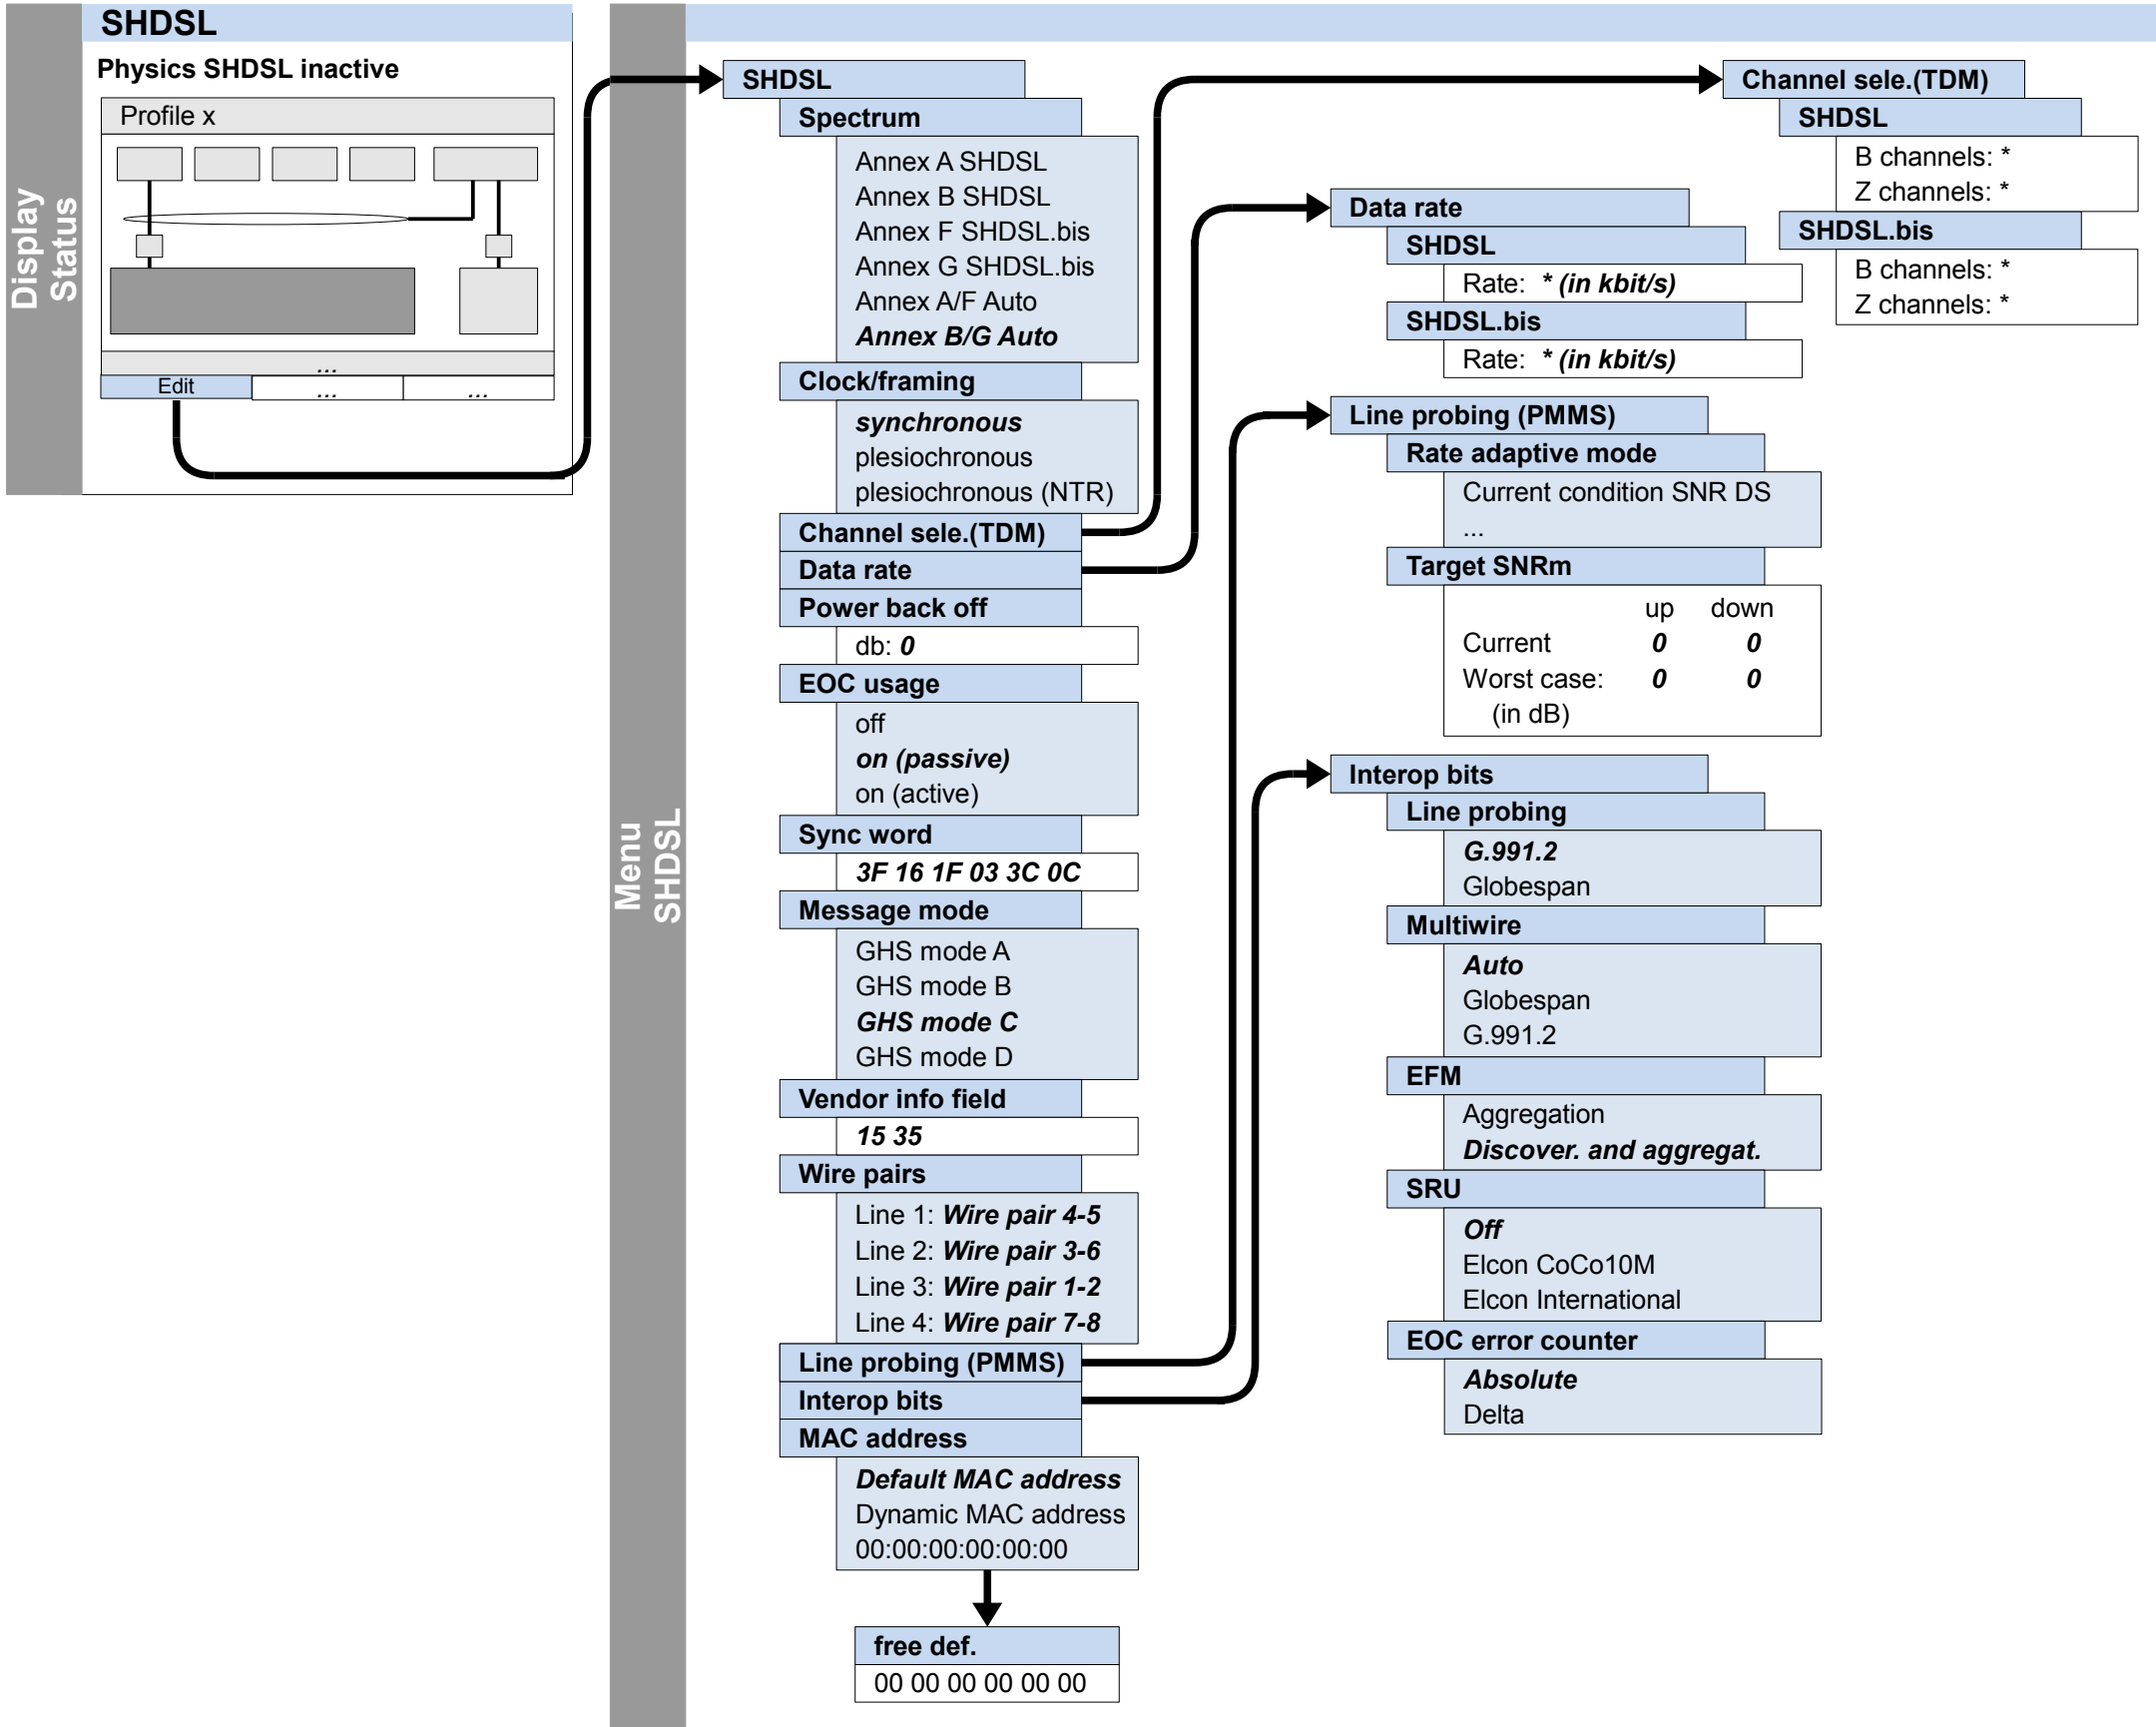 SHDSL
Display
Status
Physics SHDSL inactive
Profile x
...
Edit
...
...
Menu
SHDSL
SHDSL
Spectrum
Annex A SHDSL
Annex B SHDSL
Annex F SHDSL.bis
Annex G SHDSL.bis
Annex A/F Auto
Annex B/G Auto
Clock/framing
synchronous
plesiochronous
plesiochronous (NTR)
Channel sele.(TDM)
Data rate
Power back off
db: 0
EOC usage
off
on (passive)
on (active)
Sync word
3F 16 1F 03 3C 0C
Message mode
GHS mode A
GHS mode B
GHS mode C
GHS mode D
Vendor info field
15 35
Wire pairs
Line 1: Wire pair 4-5
Line 2: Wire pair 3-6
Line 3: Wire pair 1-2
Line 4: Wire pair 7-8
Line probing (PMMS)
Interop bits
MAC address
Default MAC address
Dynamic MAC address
00:00:00:00:00:00
free def.
00 00 00 00 00 00
Data rate
SHDSL
Rate: * (in kbit/s)
SHDSL.bis
Rate: * (in kbit/s)
Line probing (PMMS)
Rate adaptive mode
Current condition SNR DS
...
Target SNRm
up down
Current 0 0
Worst case: 0 0
(in dB)
Interop bits
Line probing
G.991.2
Globespan
Multiwire
Auto
Globespan
G.991.2
EFM
Aggregation
Discover. and aggregat.
SRU
Off
Elcon CoCo10M
Elcon International
EOC error counter
Absolute
Delta
Channel sele.(TDM)
SHDSL
B channels: *
Z channels: *
SHDSL.bis
B channels: *
Z channels: *